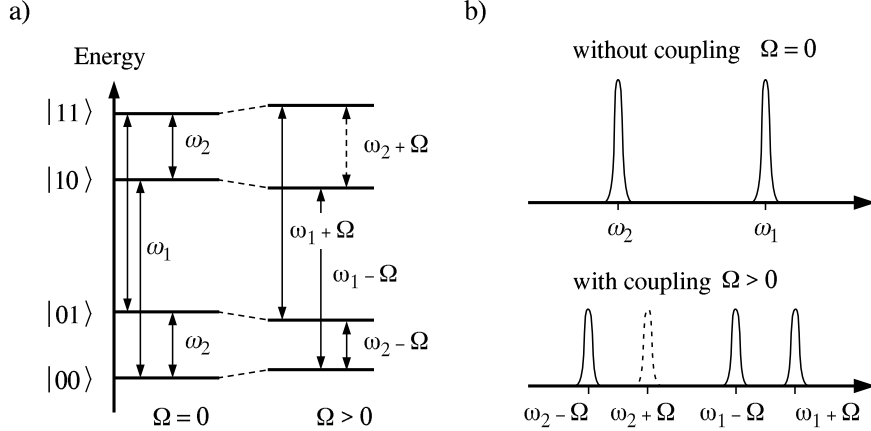 a)
Energy
|11⟩
|10⟩
|01⟩
|00⟩
ω₂
ω₁
ω₂
ω₂ + Ω
ω₁ + Ω
ω₁ − Ω
ω₂ − Ω
Ω = 0
Ω > 0
b)
without coupling Ω = 0
ω₂
ω₁
with coupling Ω > 0
ω₂ − Ω
ω₂ + Ω
ω₁ − Ω
ω₁ + Ω